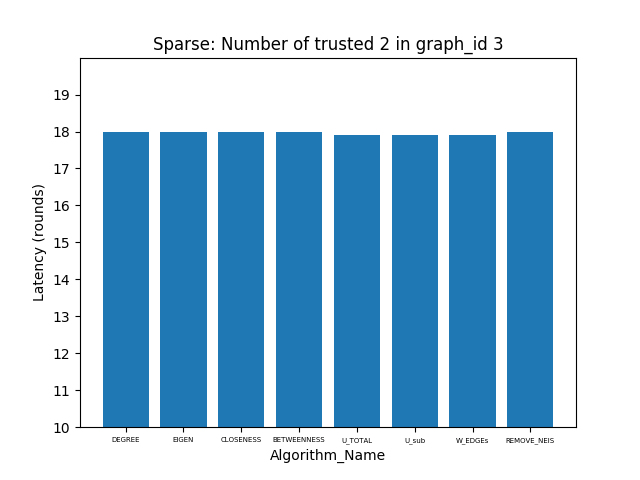 Sparse: Number of trusted 2 in graph_id 3
19
18
17
16
15
14
13
12
11
10
Latency (rounds)
DEGREE EIGEN CLOSENESS BETWEENNESS U_TOTAL U_sub W_EDGEs REMOVE_NEIS
Algorithm_Name